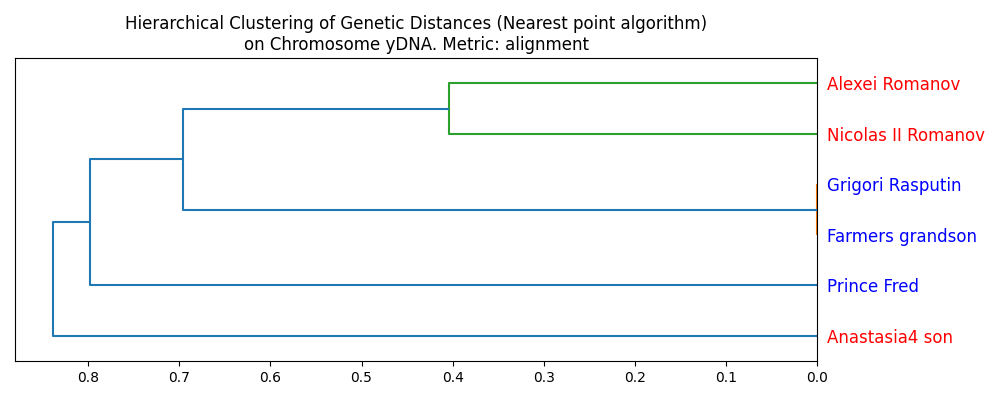 Hierarchical Clustering of Genetic Distances (Nearest point algorithm)
on Chromosome yDNA. Metric: alignment
Alexei Romanov
Nicolas II Romanov
Grigori Rasputin
Farmers grandson
Prince Fred
Anastasia4 son
0.8 0.7 0.6 0.5 0.4 0.3 0.2 0.1 0.0